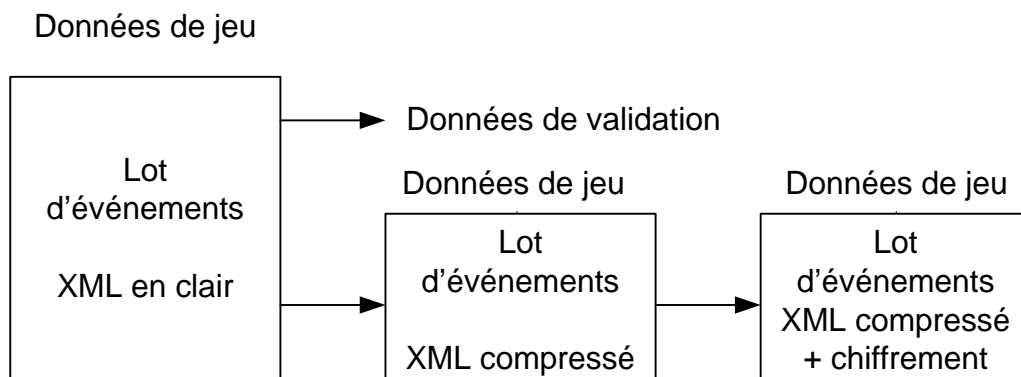 Données de jeu
Lot
d'événements
XML en clair
Données de validation
Données de jeu
Lot
d'événements
XML compressé
Données de jeu
Lot
d'événements
XML compressé
+ chiffrement